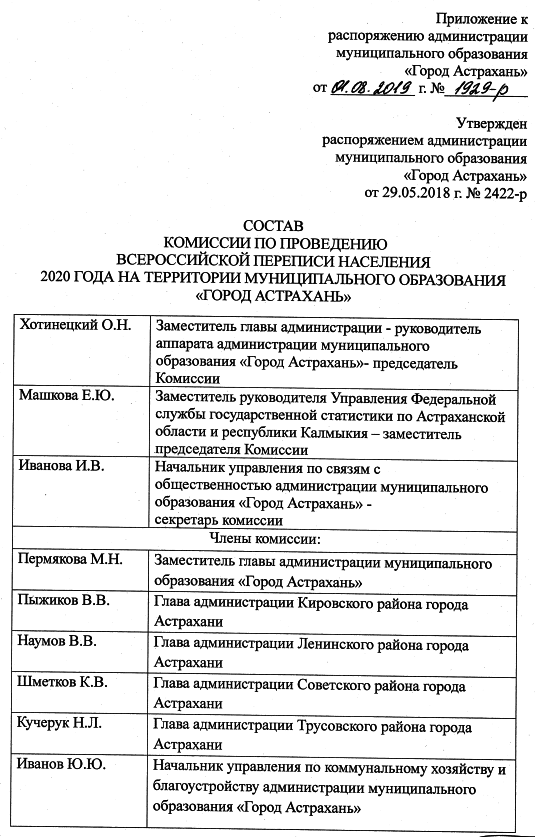 Приложение к
распоряжению администрации
муниципального образования
«Город Астрахань»
от 01.08.2019 г. № 1929-р
Утвержден
распоряжением администрации
муниципального образования
«Город Астрахань»
от 29.05.2018 г. № 2422-р
СОСТАВ
КОМИССИИ ПО ПРОВЕДЕНИЮ
ВСЕРОССИЙСКОЙ ПЕРЕПИСИ НАСЕЛЕНИЯ
2020 ГОДА НА ТЕРРИТОРИИ МУНИЦИПАЛЬНОГО ОБРАЗОВАНИЯ
«ГОРОД АСТРАХАНЬ»
Хотинецкий О.Н. Заместитель главы администрации - руководитель
аппарата администрации муниципального
образования «Город Астрахань»- председатель
Комиссии
Машкова Е.Ю. Заместитель руководителя Управления Федеральной
службы государственной статистики по Астраханской
области и республики Калмыкия – заместитель
председателя Комиссии
Иванова И.В. Начальник управления по связям с
общественностью администрации муниципального
образования «Город Астрахань» -
секретарь комиссии
Члены комиссии:
Пермякова М.Н. Заместитель главы администрации муниципального
образования «Город Астрахань»
Пыжиков В.В. Глава администрации Кировского района города
Астрахани
Наумов В.В. Глава администрации Ленинского района города
Астрахани
Шметков К.В. Глава администрации Советского района города
Астрахани
Кучерук Н.Л. Глава администрации Трусовского района города
Астрахани
Иванов Ю.Ю. Начальник управления по коммунальному хозяйству и
благоустройству администрации муниципального
образования «Город Астрахань»